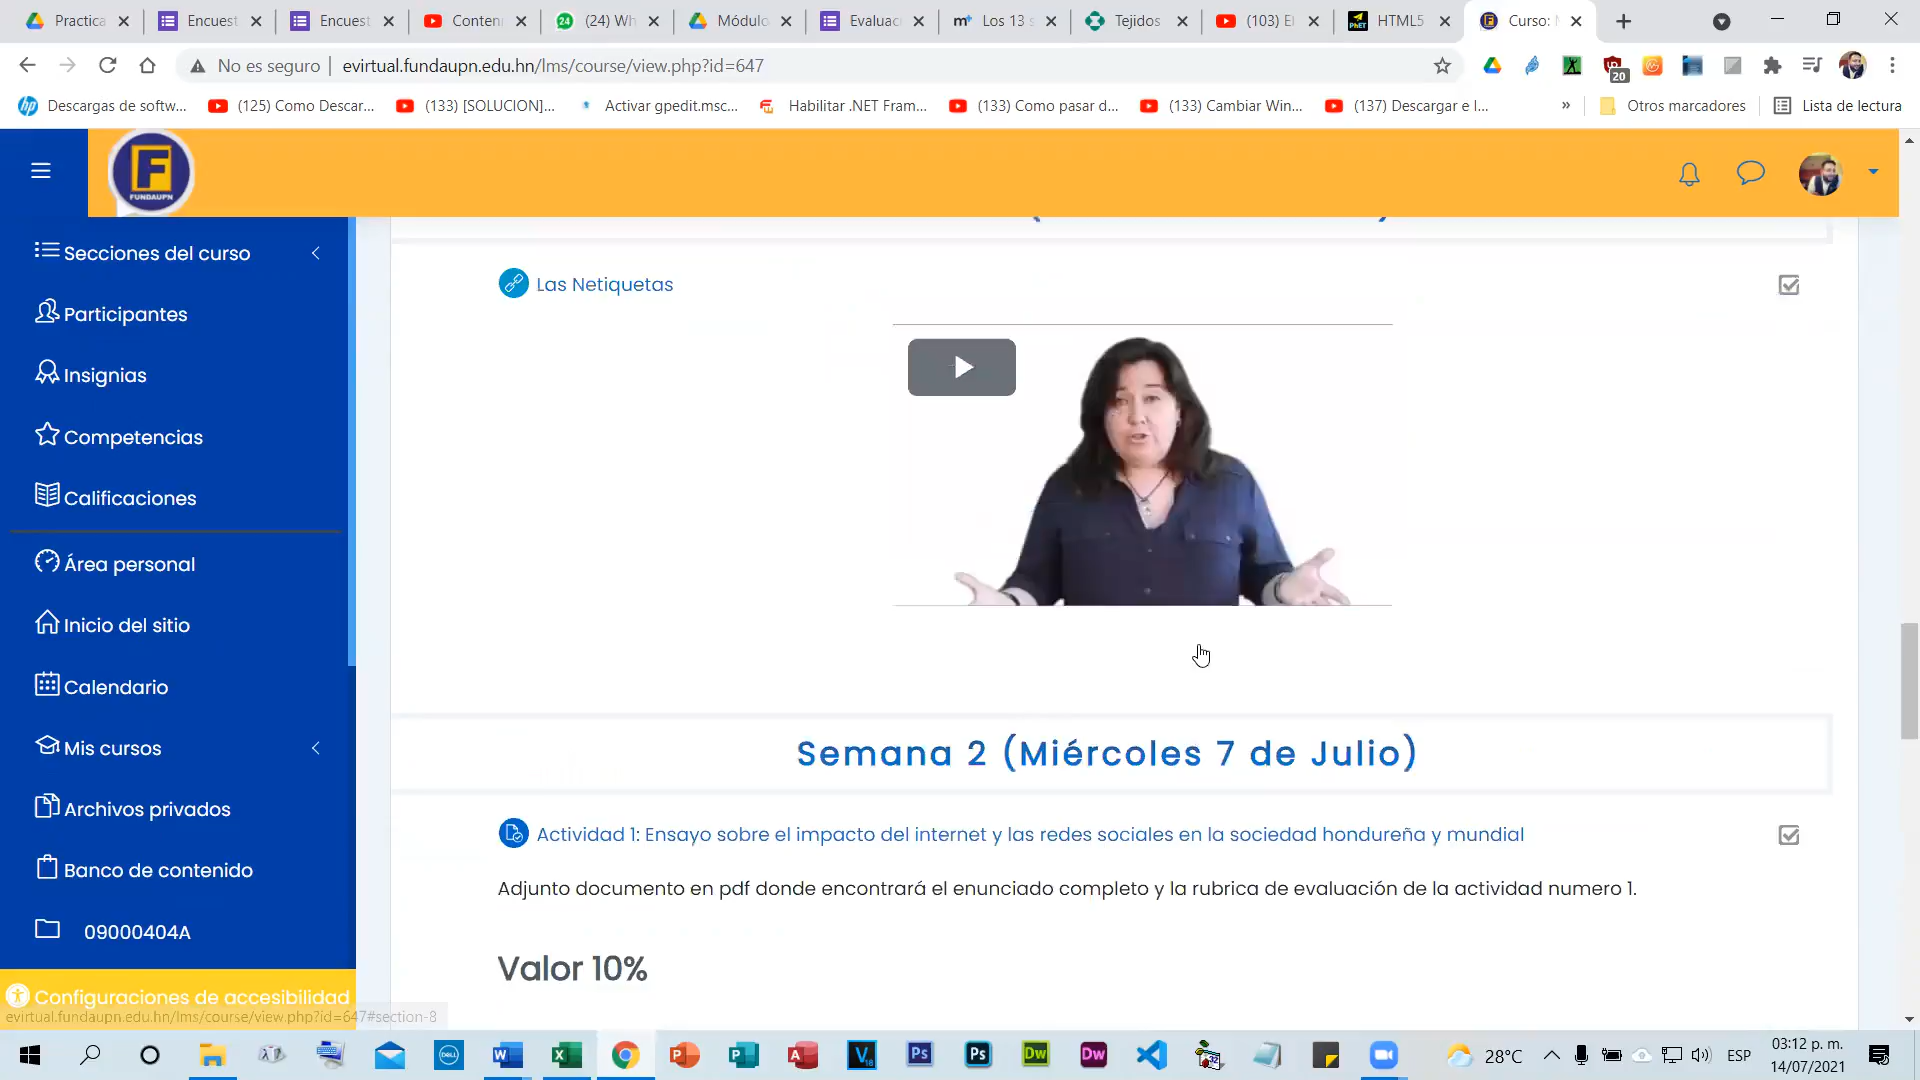 Practica
Encuest
Encuest
Conten
(24) Wh
Módulo
Evaluac
Los 13 s
Tejidos
(103) El
HTML5
Curso:
No es seguro | evirtual.fundaupn.edu.hn/lms/course/view.php?id=647
20
Descargas de softw...
(125) Como Descar...
(133) [SOLUCION]...
Activar gpedit.msc...
Habilitar .NET Fram...
(133) Como pasar d...
(133) Cambiar Win...
(137) Descargar e I...
»
Otros marcadores
Lista de lectura
FUNDAUPN
Secciones del curso
Participantes
Insignias
Competencias
Calificaciones
Área personal
Inicio del sitio
Calendario
Mis cursos
Archivos privados
Banco de contenido
09000404A
Configuraciones de accesibilidad
evirtual.fundaupn.edu.hn/lms/course/view.php?id=647#section-8
Las Netiquetas
Semana 2 (Miércoles 7 de Julio)
Actividad 1: Ensayo sobre el impacto del internet y las redes sociales en la sociedad hondureña y mundial
Adjunto documento en pdf donde encontrará el enunciado completo y la rubrica de evaluación de la actividad numero 1.
Valor 10%
28°C
ESP
03:12 p. m.
14/07/2021